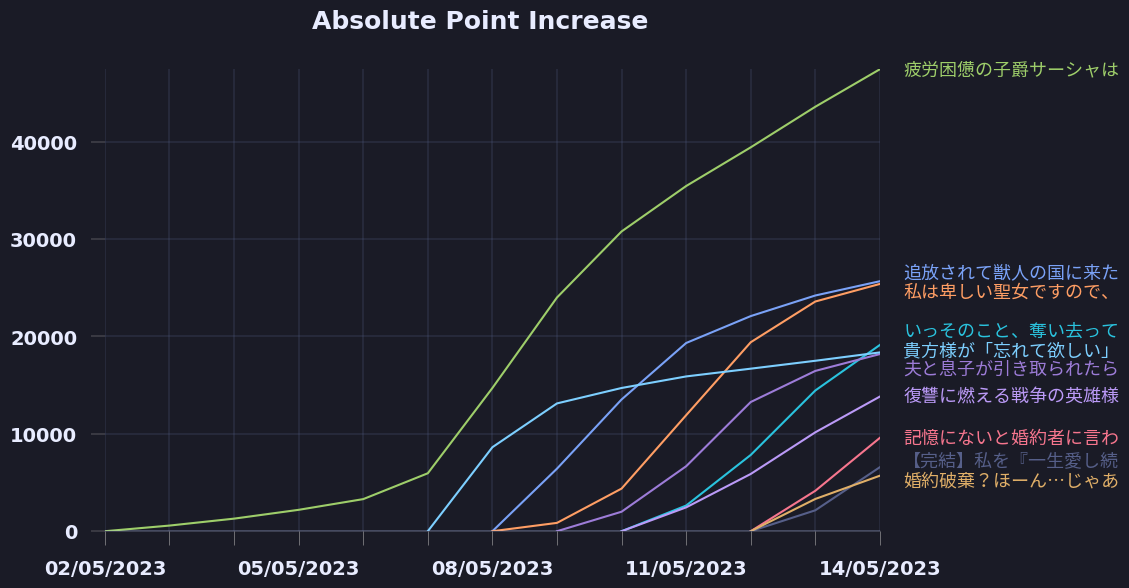 Absolute Point Increase
疲労困憊の子爵サーシャは
40000
30000
追放されて獣人の国に来た
私は卑しい聖女ですので、
20000
いっそのこと、奪い去って
貴方様が「忘れて欲しい」
夫と息子が引き取られたら
復讐に燃える戦争の英雄様
10000
記憶にないと婚約者に言わ
【完結】私を『一生愛し続
婚約破棄？ほーん…じゃあ
0
02/05/2023
05/05/2023
08/05/2023
11/05/2023
14/05/2023